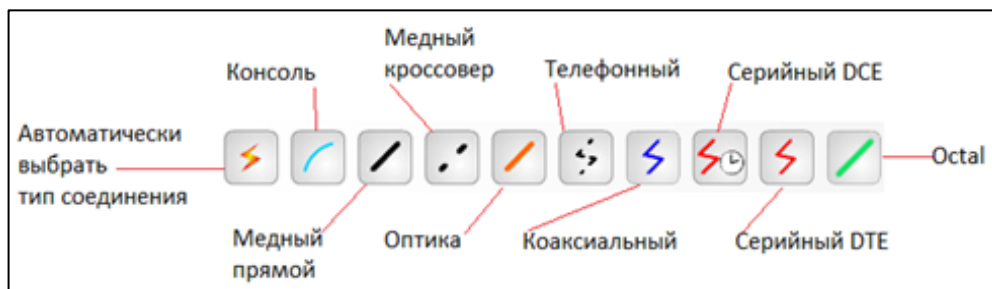 Медный
кроссовер
Консоль
Телефонный
Серийный DCE
Автоматически
выбрать
тип соединения
Octal
Медный
прямой
Оптика
Коаксиальный
Серийный DTE